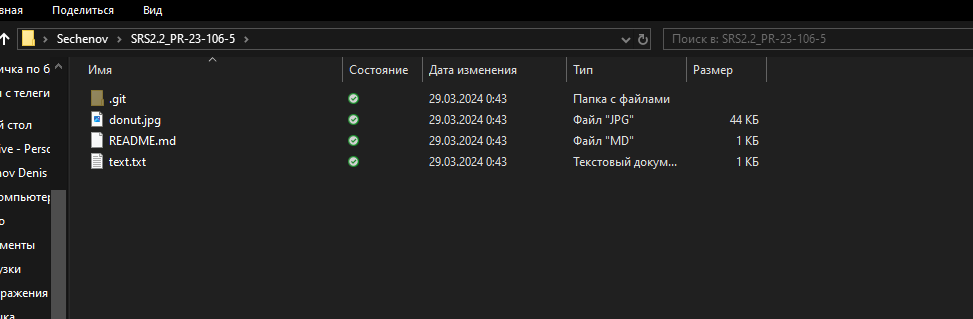 вная Поделиться Вид
Sechenov SRS2.2_PR-23-106-5 Поиск в: SRS2.2_PR-23-106-5
Имя Состояние Дата изменения Тип Размер
.git 29.03.2024 0:43 Папка с файлами
donut.jpg 29.03.2024 0:43 Файл "JPG" 44 КБ
README.md 29.03.2024 0:43 Файл "MD" 1 КБ
text.txt 29.03.2024 0:43 Текстовый докум... 1 КБ
ичка по б
и с телеги
й стол
ive - Perso
nov Denis
омпьютер
о
менты
узки
ражения
ыка